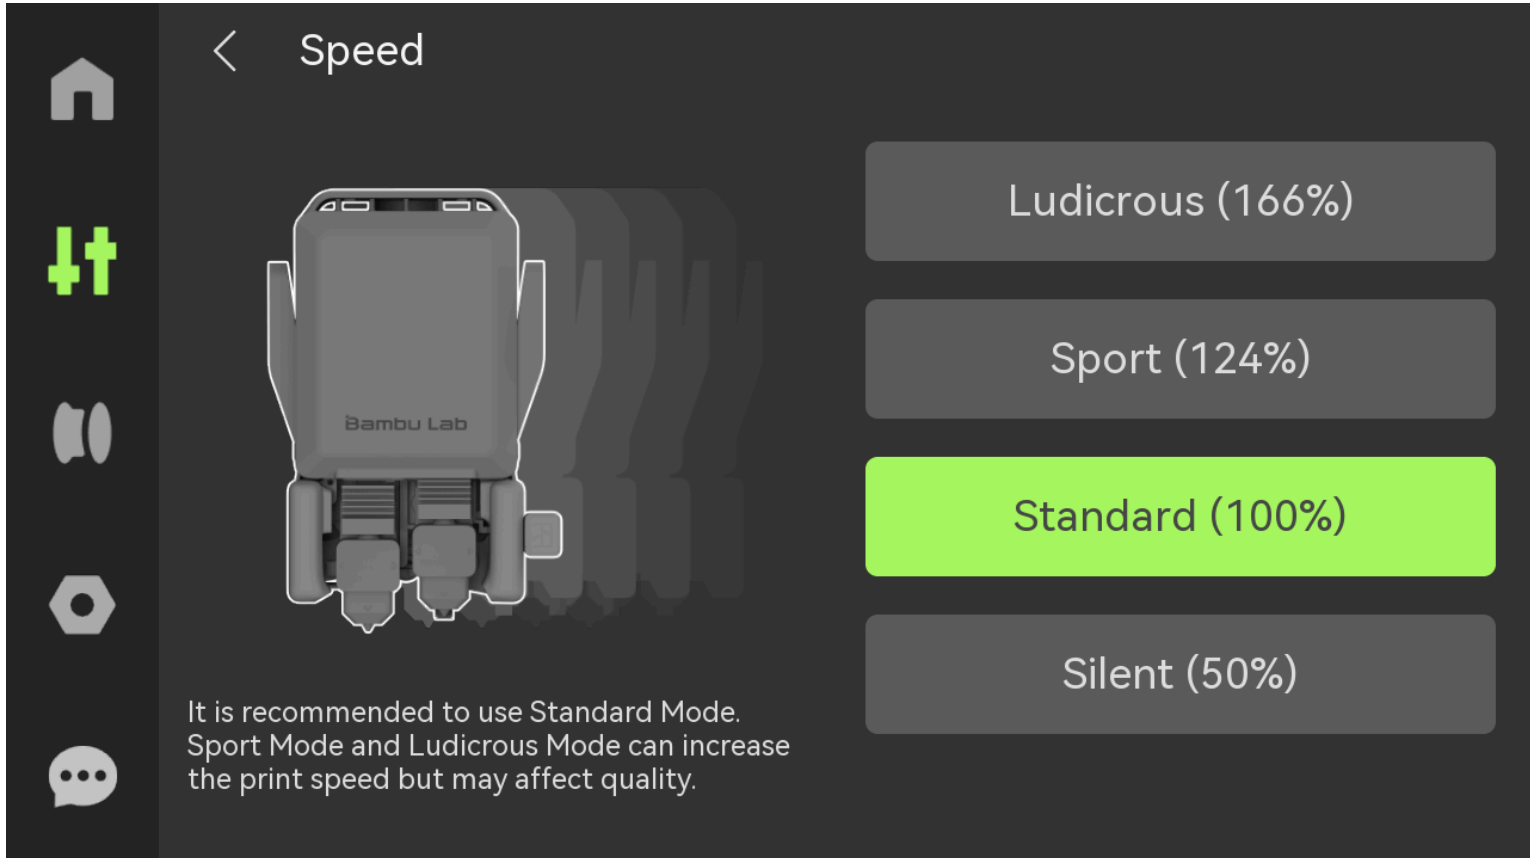 Speed
Bambu Lab
It is recommended to use Standard Mode.
Sport Mode and Ludicrous Mode can increase
the print speed but may affect quality.
Ludicrous (166%)
Sport (124%)
Standard (100%)
Silent (50%)